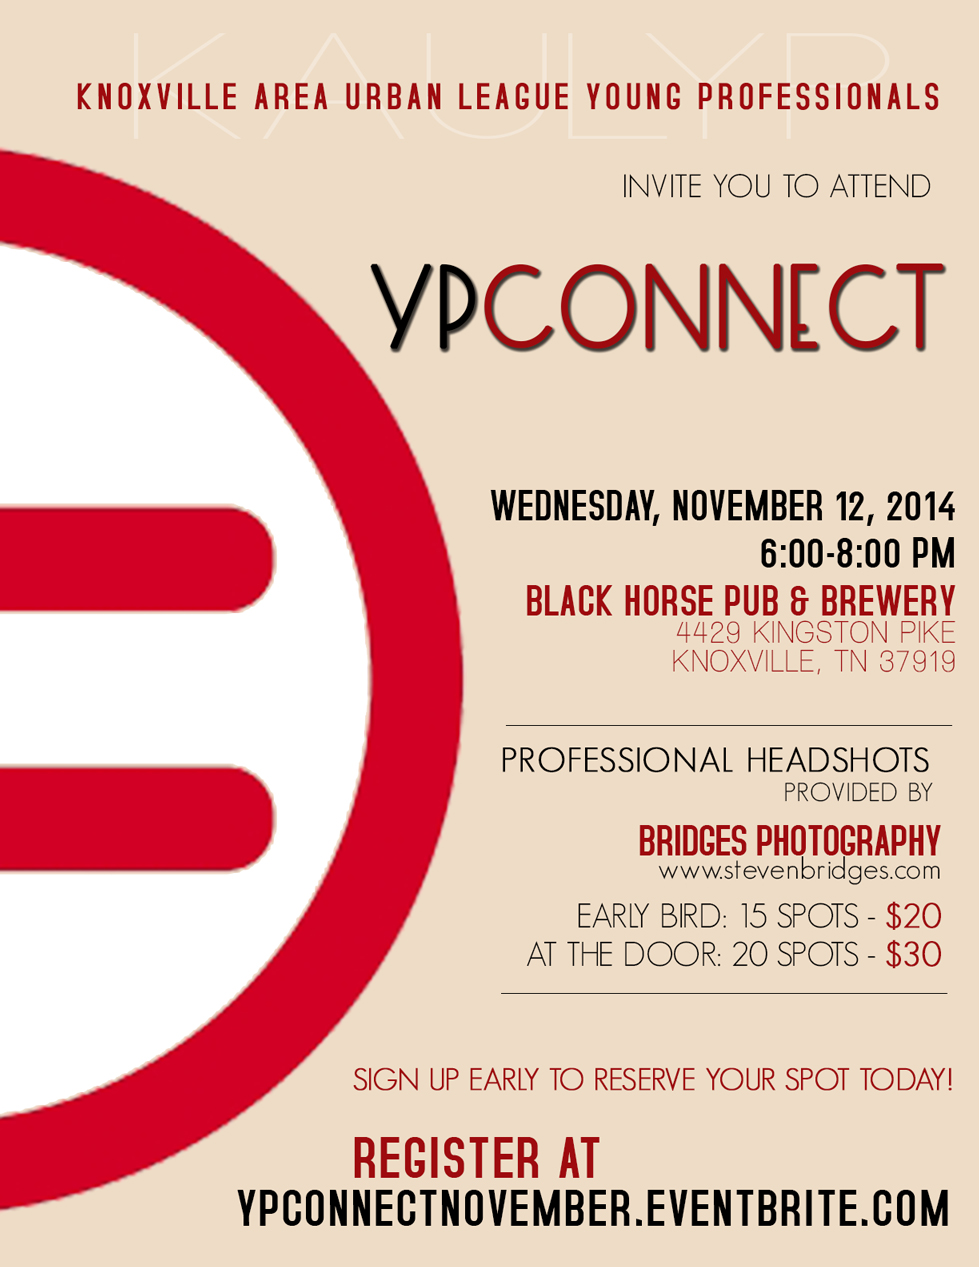 KAULYP
KNOXVILLE AREA URBAN LEAGUE YOUNG PROFESSIONALS
INVITE YOU TO ATTEND
YPCONNECT
WEDNESDAY, NOVEMBER 12, 2014
6:00-8:00 PM
BLACK HORSE PUB & BREWERY
4429 KINGSTON PIKE
KNOXVILLE, TN 37919
PROFESSIONAL HEADSHOTS
PROVIDED BY
BRIDGES PHOTOGRAPHY
www.stevenbridges.com
EARLY BIRD: 15 SPOTS - $20
AT THE DOOR: 20 SPOTS - $30
SIGN UP EARLY TO RESERVE YOUR SPOT TODAY!
REGISTER AT
YPCONNECTNOVEMBER.EVENTBRITE.COM